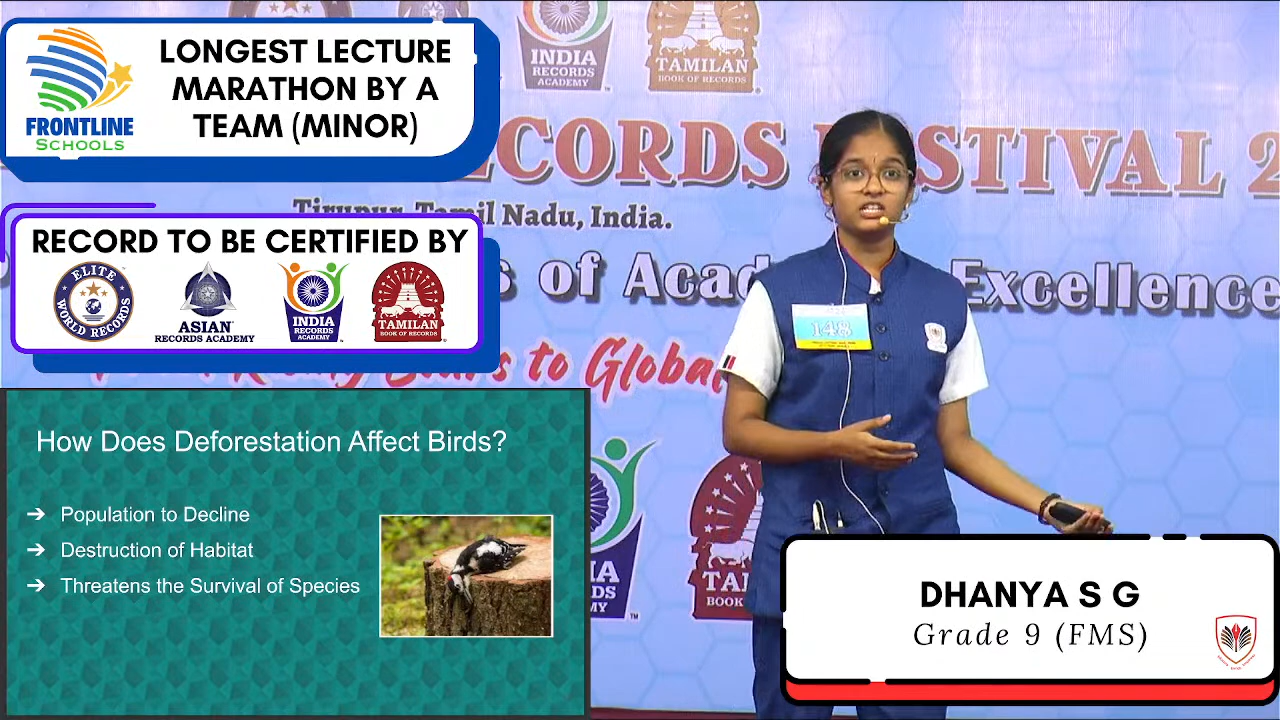 LONGEST LECTURE
MARATHON BY A
TEAM (MINOR)
FRONTLINE
SCHOOLS
INDIA
RECORDS
ACADEMY
TAMILAN
BOOK OF RECORDS
ECORDS FESTIVAL 2
Tirupur, Tamil Nadu, India.
s of Academic Excellence
to Global
RECORD TO BE CERTIFIED BY
ELITE
WORLD RECORDS
ASIAN
RECORDS ACADEMY
INDIA
RECORDS
ACADEMY
TAMILAN
BOOK OF RECORDS
148
How Does Deforestation Affect Birds?
➔ Population to Decline
➔ Destruction of Habitat
➔ Threatens the Survival of Species
DHANYA S G
Grade 9 (FMS)